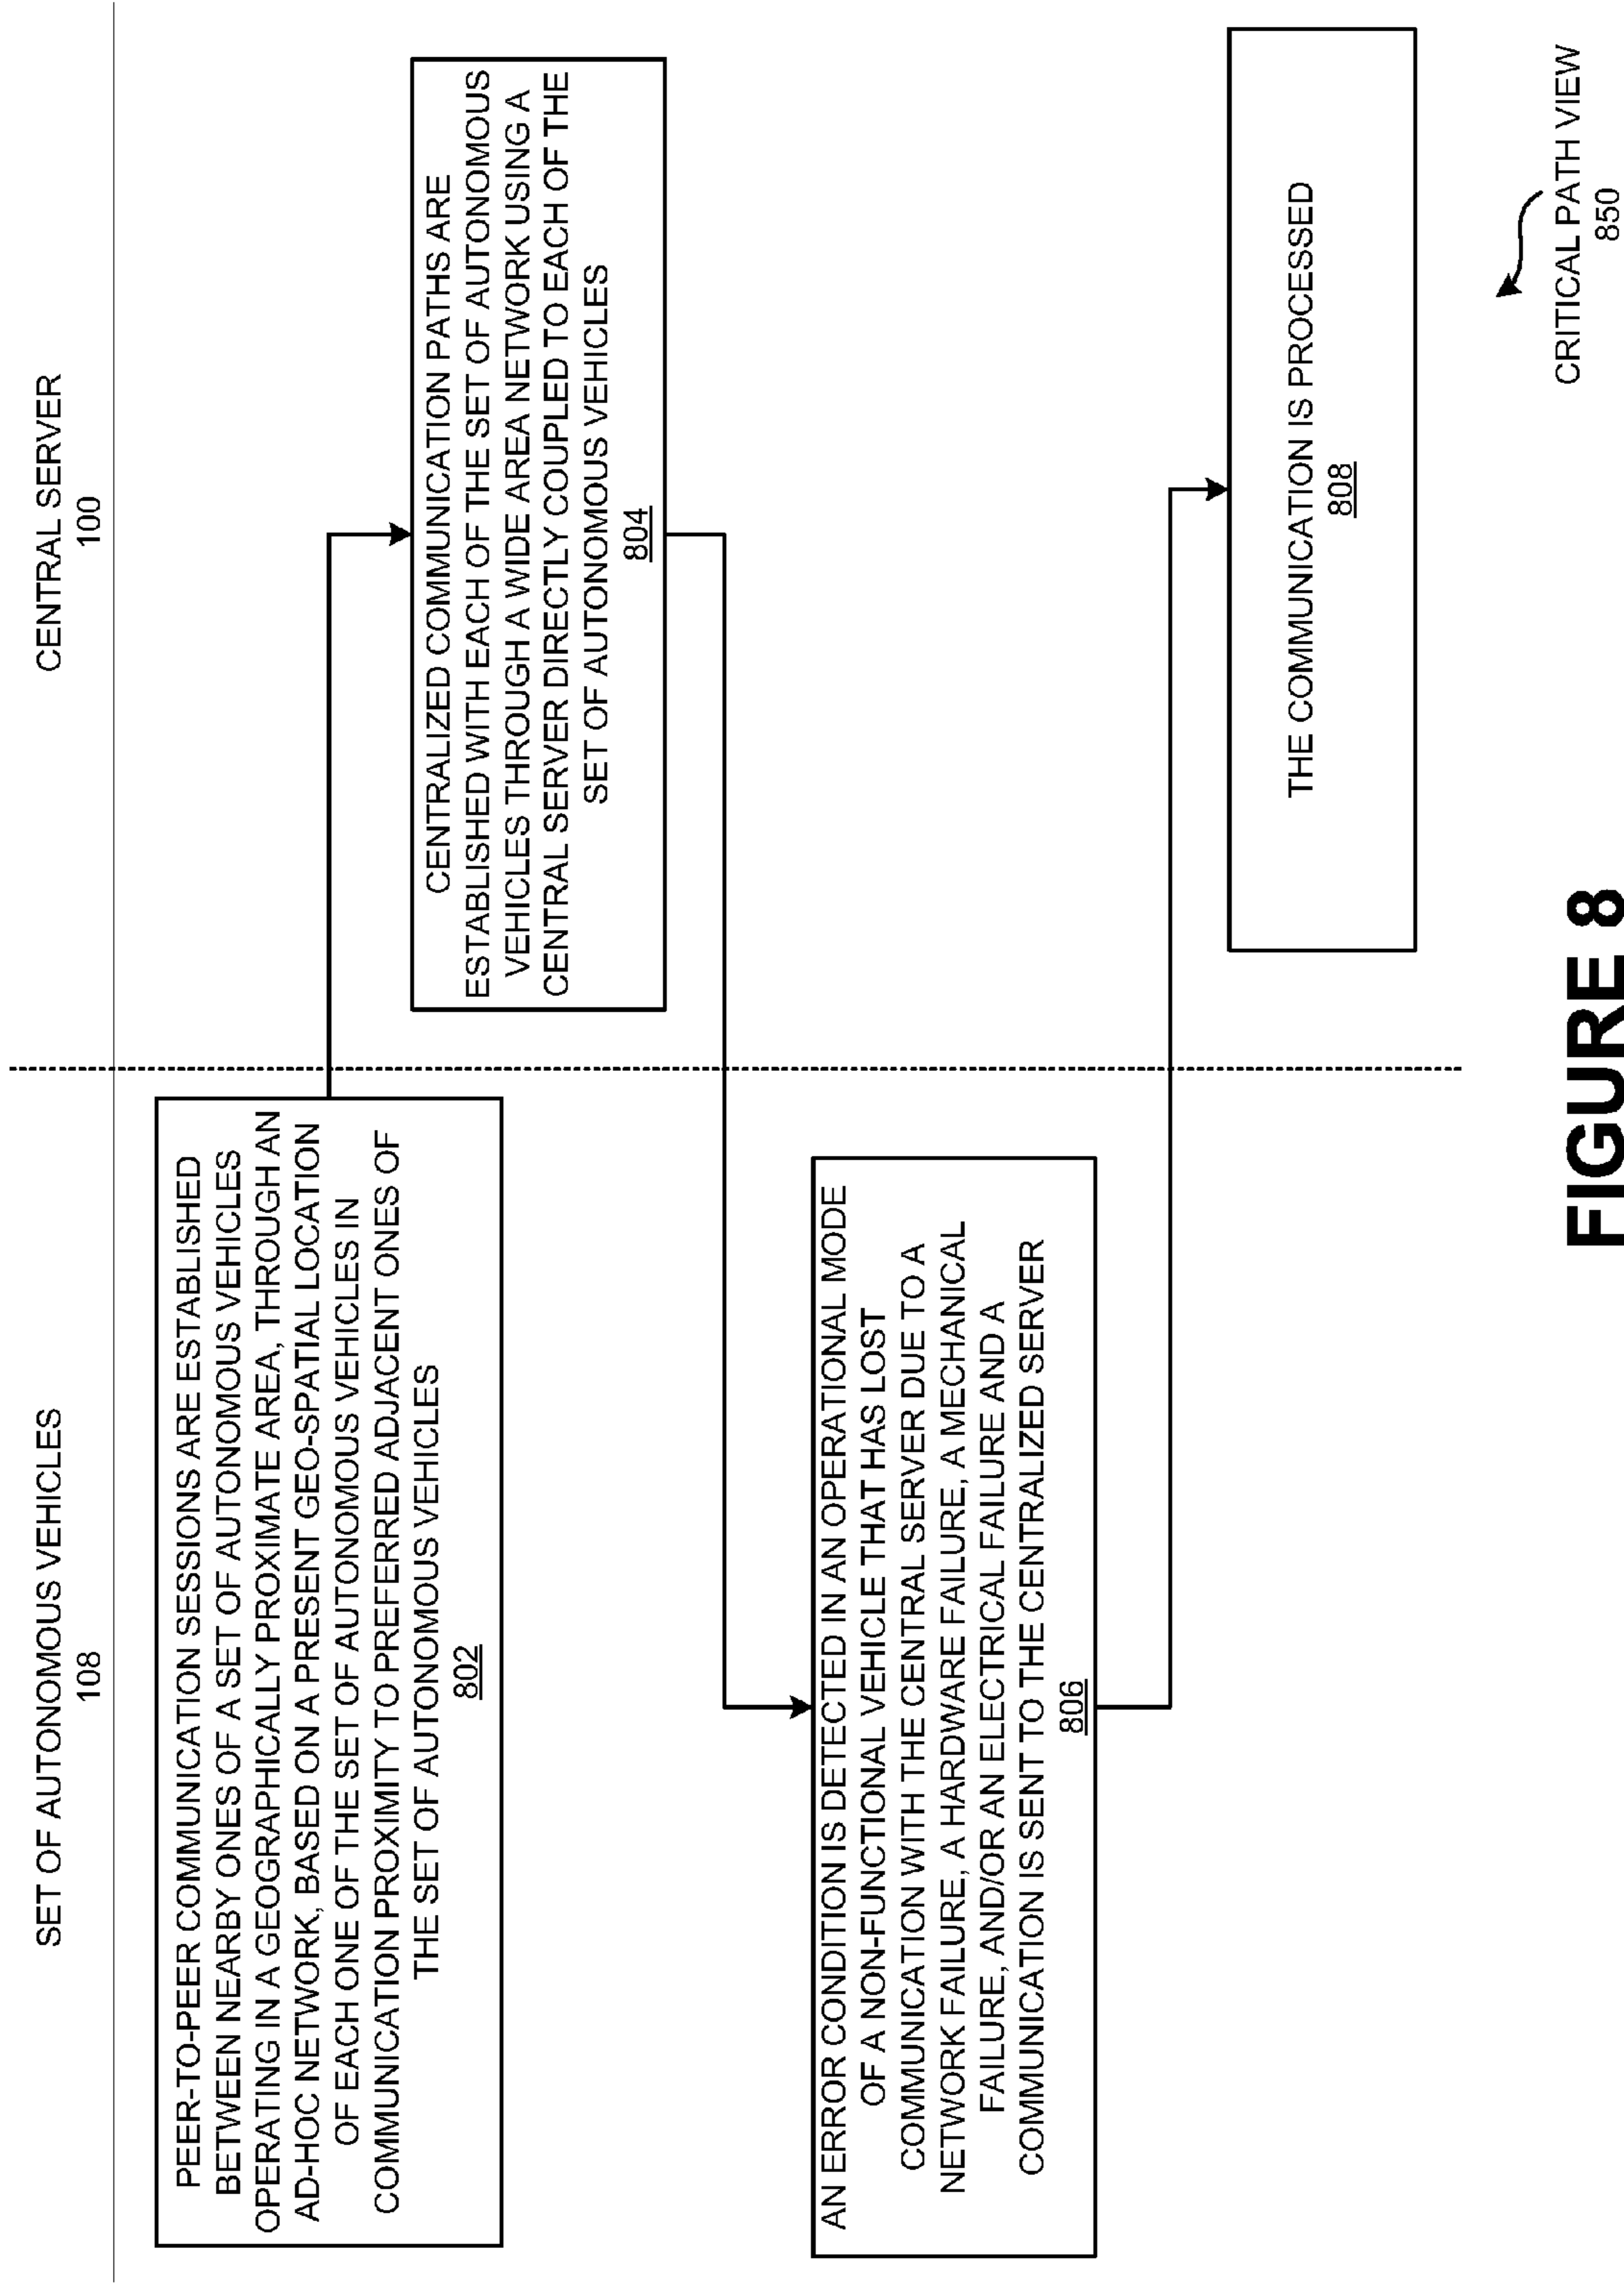 SET OF AUTONOMOUS VEHICLES
108
CENTRAL SERVER
100
PEER-TO-PEER COMMUNICATION SESSIONS ARE ESTABLISHED
BETWEEN NEARBY ONES OF A SET OF AUTONOMOUS VEHICLES
OPERATING IN A GEOGRAPHICALLY PROXIMATE AREA, THROUGH AN
AD-HOC NETWORK, BASED ON A PRESENT GEO-SPATIAL LOCATION
OF EACH ONE OF THE SET OF AUTONOMOUS VEHICLES IN
COMMUNICATION PROXIMITY TO PREFERRED ADJACENT ONES OF
THE SET OF AUTONOMOUS VEHICLES
802
CENTRALIZED COMMUNICATION PATHS ARE
ESTABLISHED WITH EACH OF THE SET OF AUTONOMOUS
VEHICLES THROUGH A WIDE AREA NETWORK USING A
CENTRAL SERVER DIRECTLY COUPLED TO EACH OF THE
SET OF AUTONOMOUS VEHICLES
804
AN ERROR CONDITION IS DETECTED IN AN OPERATIONAL MODE
OF A NON-FUNCTIONAL VEHICLE THAT HAS LOST
COMMUNICATION WITH THE CENTRAL SERVER DUE TO A
NETWORK FAILURE, A HARDWARE FAILURE, A MECHANICAL
FAILURE, AND/OR AN ELECTRICAL FAILURE AND A
COMMUNICATION IS SENT TO THE CENTRALIZED SERVER
806
THE COMMUNICATION IS PROCESSED
808
CRITICAL PATH VIEW
850
FIGURE 8